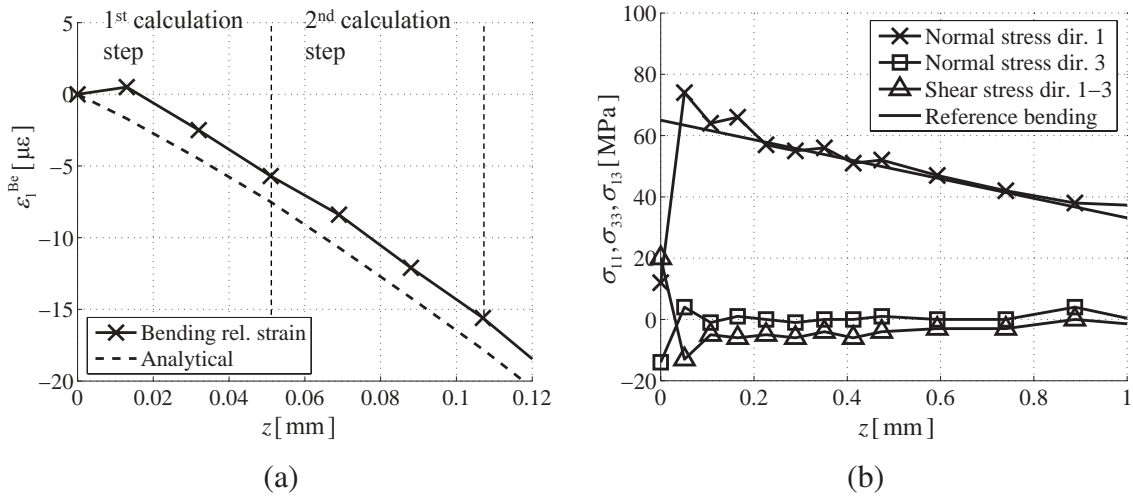 1st calculation step
2nd calculation step
5
0
−5
−10
−15
−20
ε1^Be [με]
Bending rel. strain
Analytical
0
0.02
0.04
0.06
0.08
0.1
0.12
z [mm]
(a)
Normal stress dir. 1
Normal stress dir. 3
Shear stress dir. 1−3
Reference bending
100
80
60
40
20
0
−20
σ11, σ33, σ13 [MPa]
0
0.2
0.4
0.6
0.8
1
z [mm]
(b)